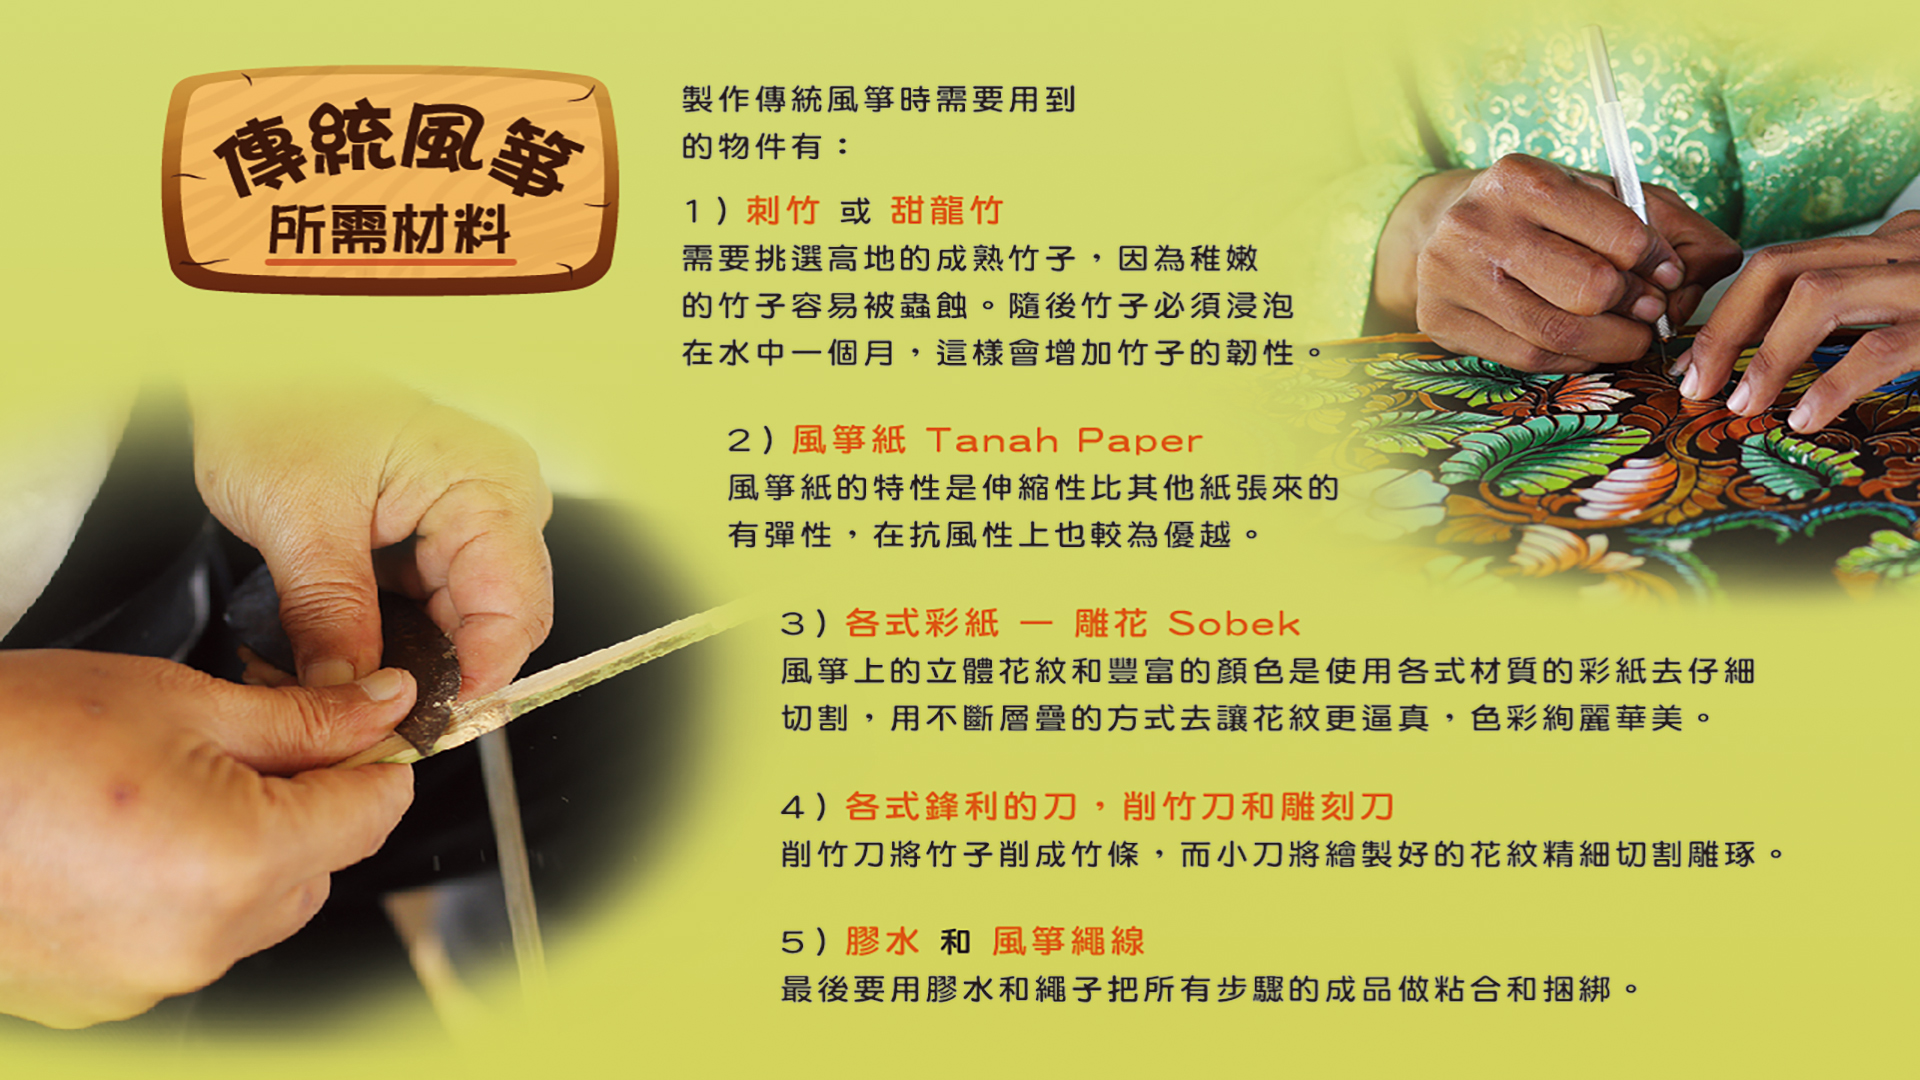 傳統風箏
所需材料
製作傳統風箏時需要用到
的物件有：
1）刺竹 或 甜龍竹
需要挑選高地的成熟竹子，因為稚嫩
的竹子容易被蟲蝕。隨後竹子必須浸泡
在水中一個月，這樣會增加竹子的韌性。
2）風箏紙 Tanah Paper
風箏紙的特性是伸縮性比其他紙張來的
有彈性，在抗風性上也較為優越。
3）各式彩紙 — 雕花 Sobek
風箏上的立體花紋和豐富的顏色是使用各式材質的彩紙去仔細
切割，用不斷層疊的方式去讓花紋更逼真，色彩絢麗華美。
4）各式鋒利的刀，削竹刀和雕刻刀
削竹刀將竹子削成竹條，而小刀將繪製好的花紋精細切割雕琢。
5）膠水 和 風箏繩線
最後要用膠水和繩子把所有步驟的成品做粘合和捆綁。